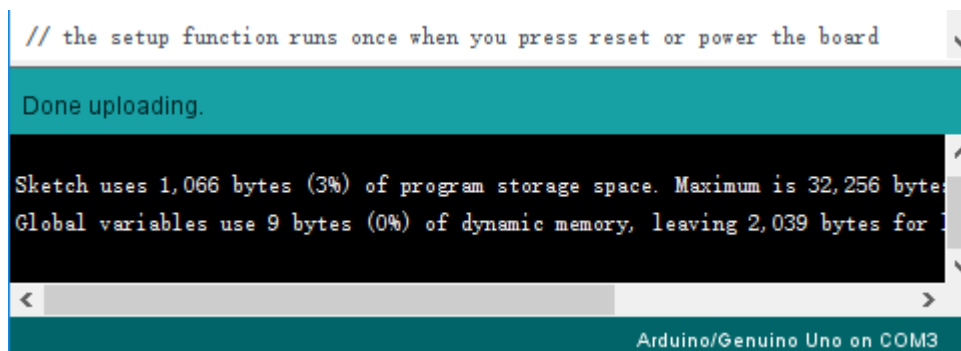 // the setup function runs once when you press reset or power the board
Done uploading.
Sketch uses 1,066 bytes (3%) of program storage space. Maximum is 32,256 byte
Global variables use 9 bytes (0%) of dynamic memory, leaving 2,039 bytes for
Arduino/Genuino Uno on COM3